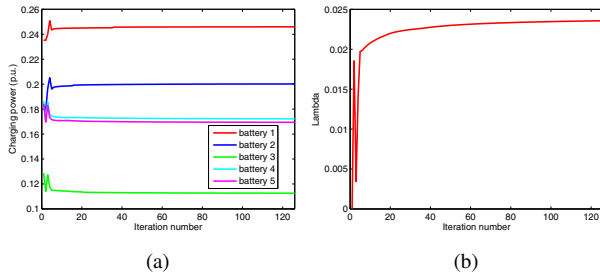 0.26
0.24
0.22
0.2
0.18
0.16
0.14
0.12
0.1
Charging power (p.u.)
0
20
40
60
80
100
120
Iteration number
battery 1
battery 2
battery 3
battery 4
battery 5
(a)
0.025
0.02
0.015
0.01
0.005
0
Lambda
0
20
40
60
80
100
120
Iteration number
(b)